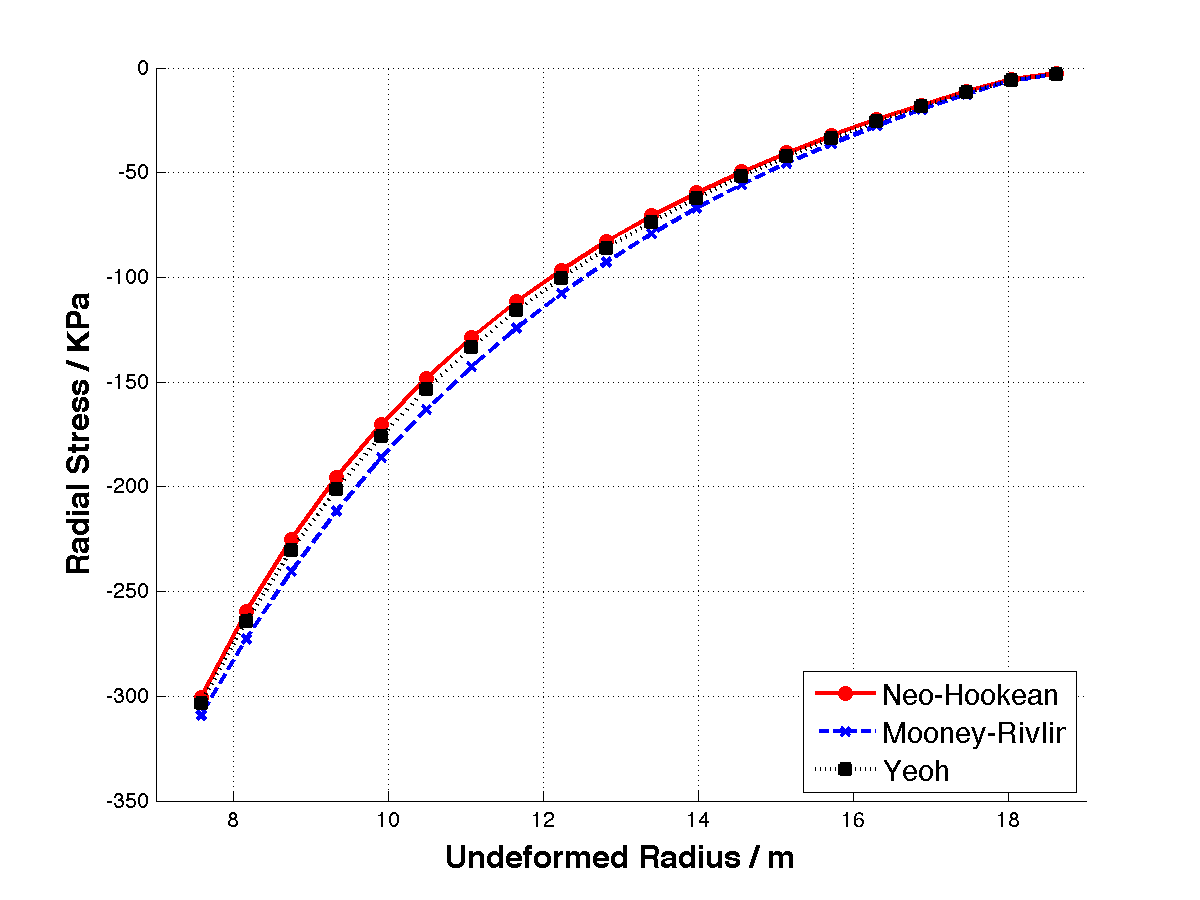 0
-50
-100
-150
-200
-250
-300
-350
8
10
12
14
16
18
Radial Stress / KPa
Undeformed Radius / m
Neo-Hookean
Mooney-Rivlir
Yeoh